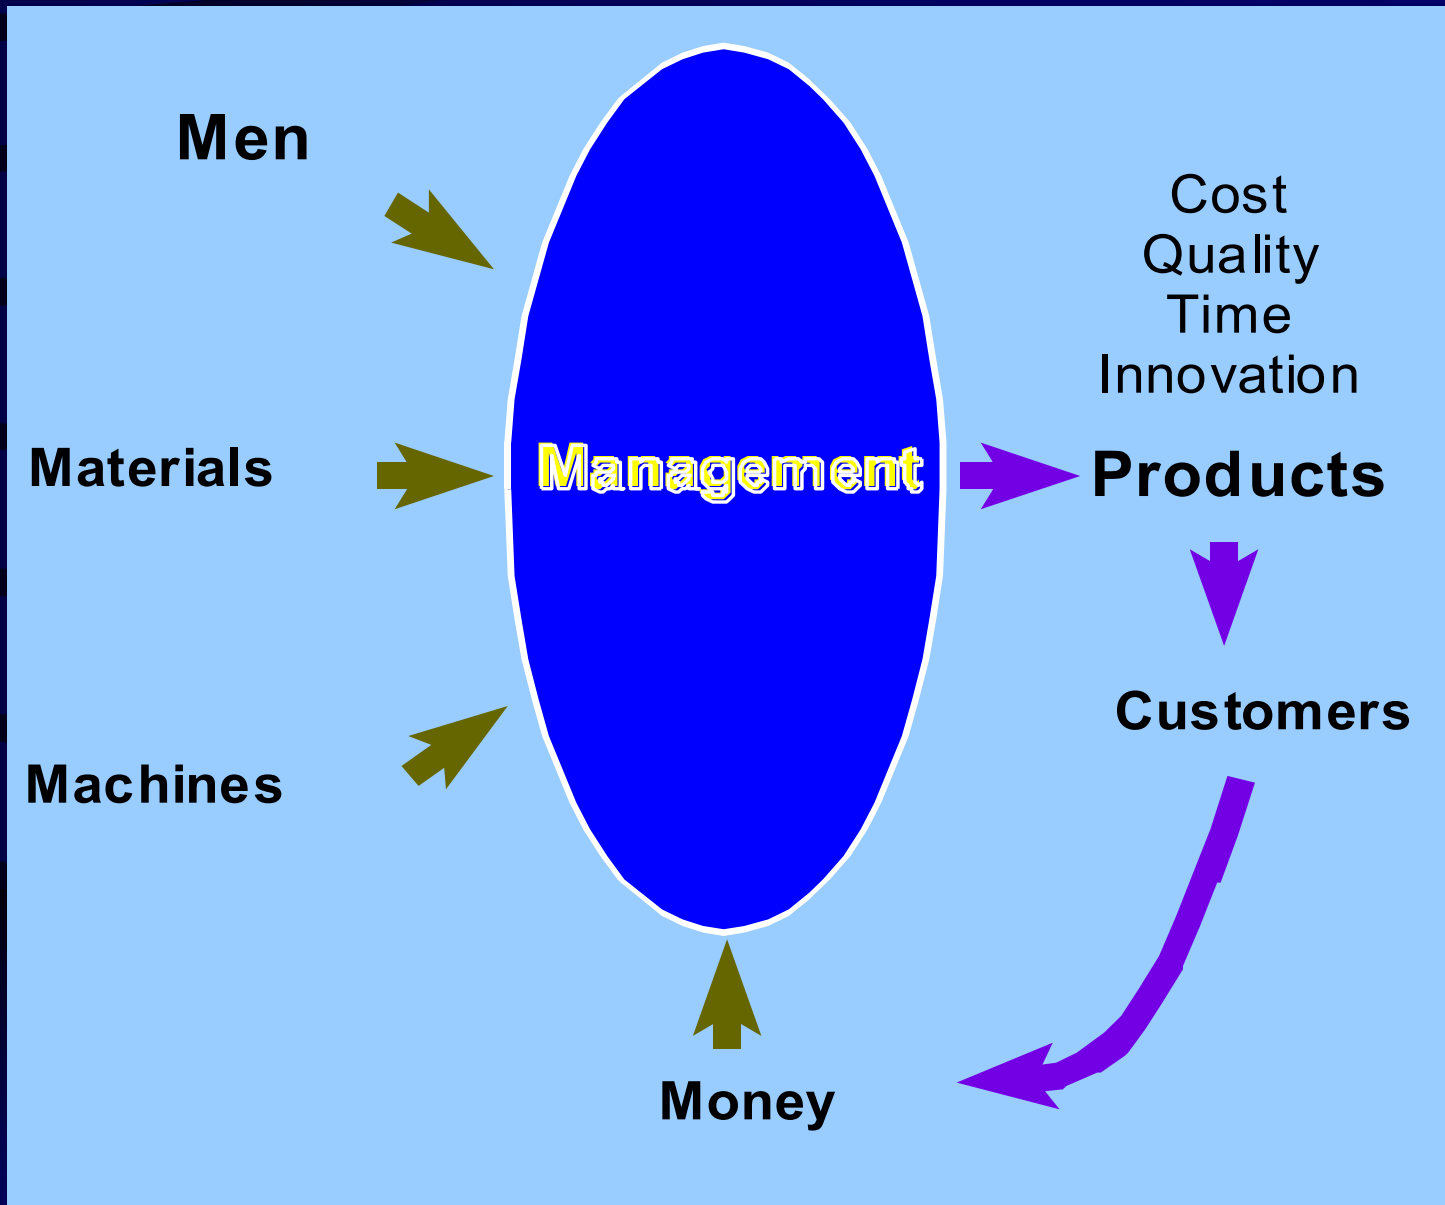 Men
Cost
Quality
Time
Innovation
Materials
Management
Products
Customers
Machines
Money